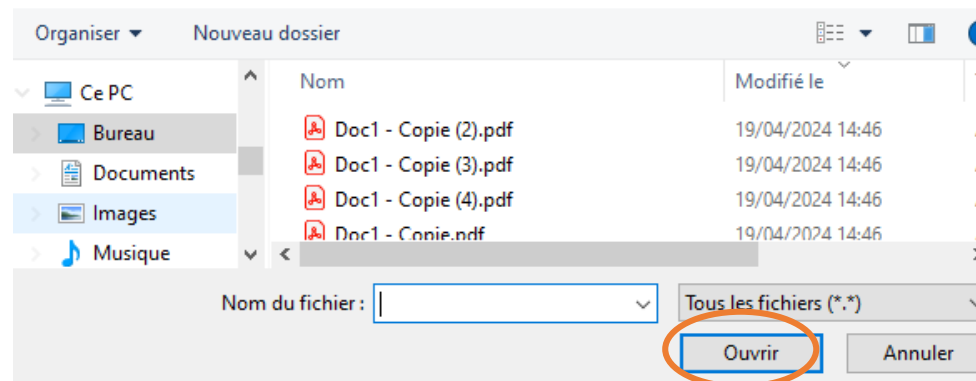 Organiser Nouveau dossier
Nom Modifié le
Ce PC
Bureau
Documents
Images
Musique
Doc1 - Copie (2).pdf 19/04/2024 14:46
Doc1 - Copie (3).pdf 19/04/2024 14:46
Doc1 - Copie (4).pdf 19/04/2024 14:46
Doc1 - Copie.pdf 19/04/2024 14:46
Nom du fichier : Tous les fichiers (*.*)
Ouvrir Annuler